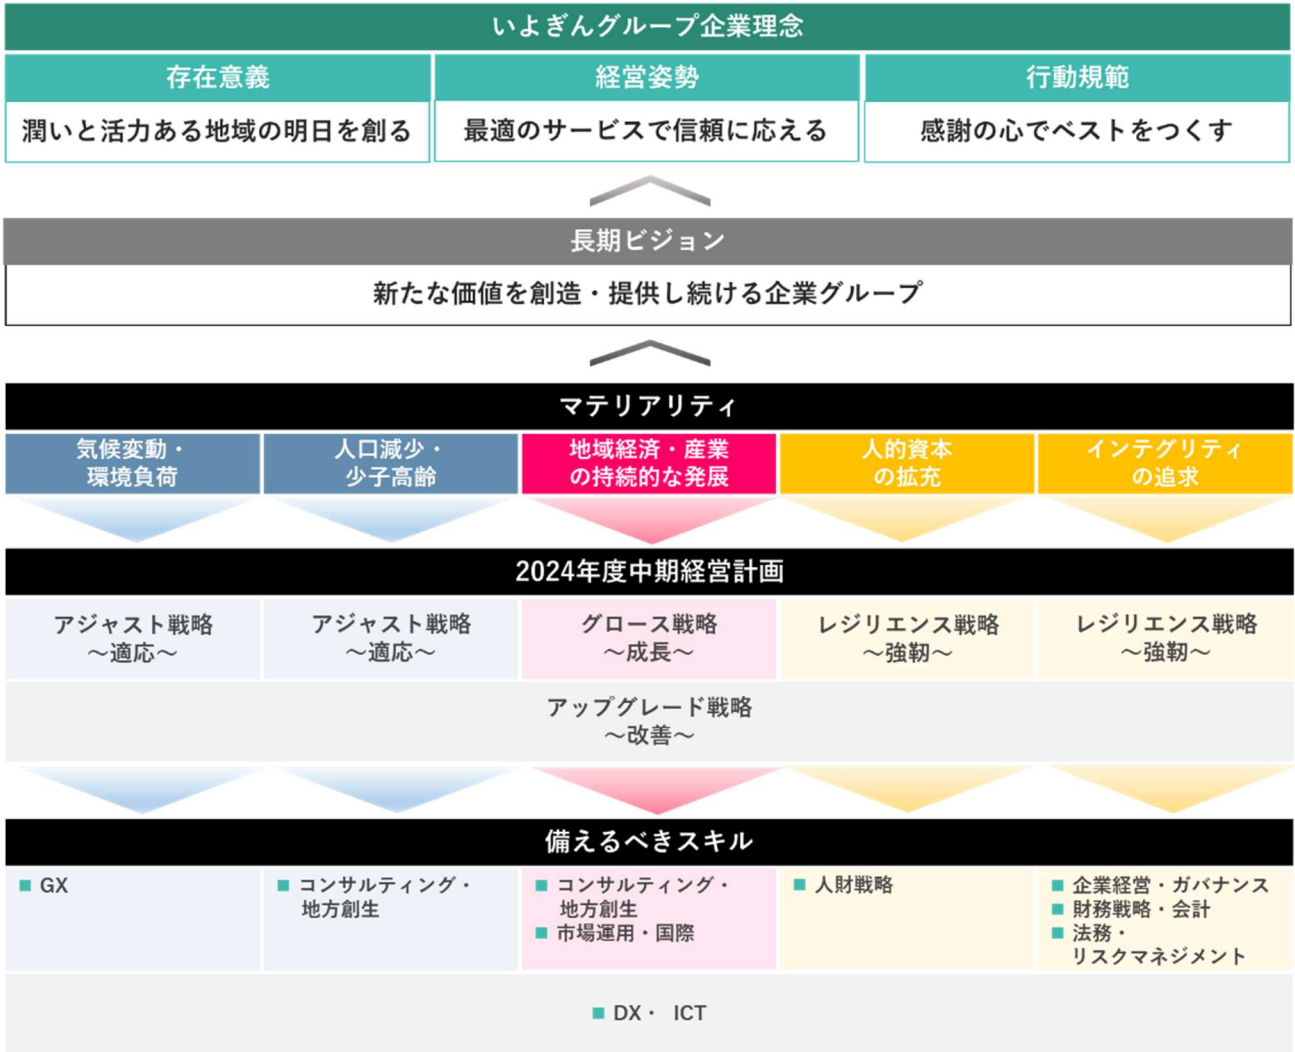 いよぎんグループ企業理念
存在意義
経営姿勢
行動規範
潤いと活力ある地域の明日を創る
最適のサービスで信頼に応える
感謝の心でベストをつくす
長期ビジョン
新たな価値を創造・提供し続ける企業グループ
マテリアリティ
気候変動・
環境負荷
人口減少・
少子高齢
地域経済・産業
の持続的な発展
人的資本
の拡充
インテグリティ
の追求
2024年度中期経営計画
アジャスト戦略
～適応～
アジャスト戦略
～適応～
グロース戦略
～成長～
レジリエンス戦略
～強靭～
レジリエンス戦略
～強靭～
アップグレード戦略
～改善～
備えるべきスキル
■ GX
■ コンサルティング・
地方創生
■ コンサルティング・
地方創生
■ 市場運用・国際
■ 人財戦略
■ 企業経営・ガバナンス
■ 財務戦略・会計
■ 法務・
リスクマネジメント
■ DX・ ICT